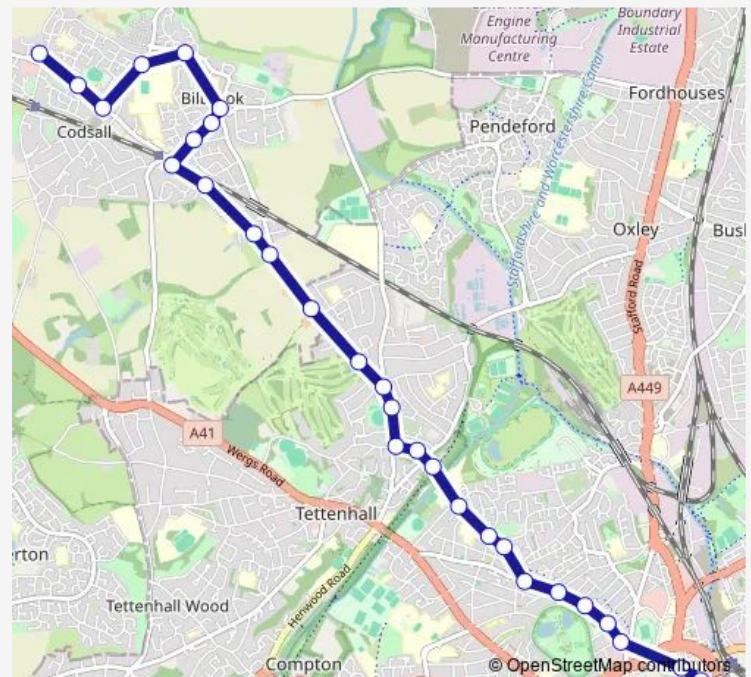 Engine
Manufacturing
Centre
Boundary
Industrial
Estate
Fordhouses
Codsall
Pendeford
Staffordshire and Worcestershire Canal
Oxley
Stafford Road
A449
A41
Wergs Road
Tettenhall
Henwood Road
erton
Tettenhall Wood
Compton
© OpenStreetMap contributors